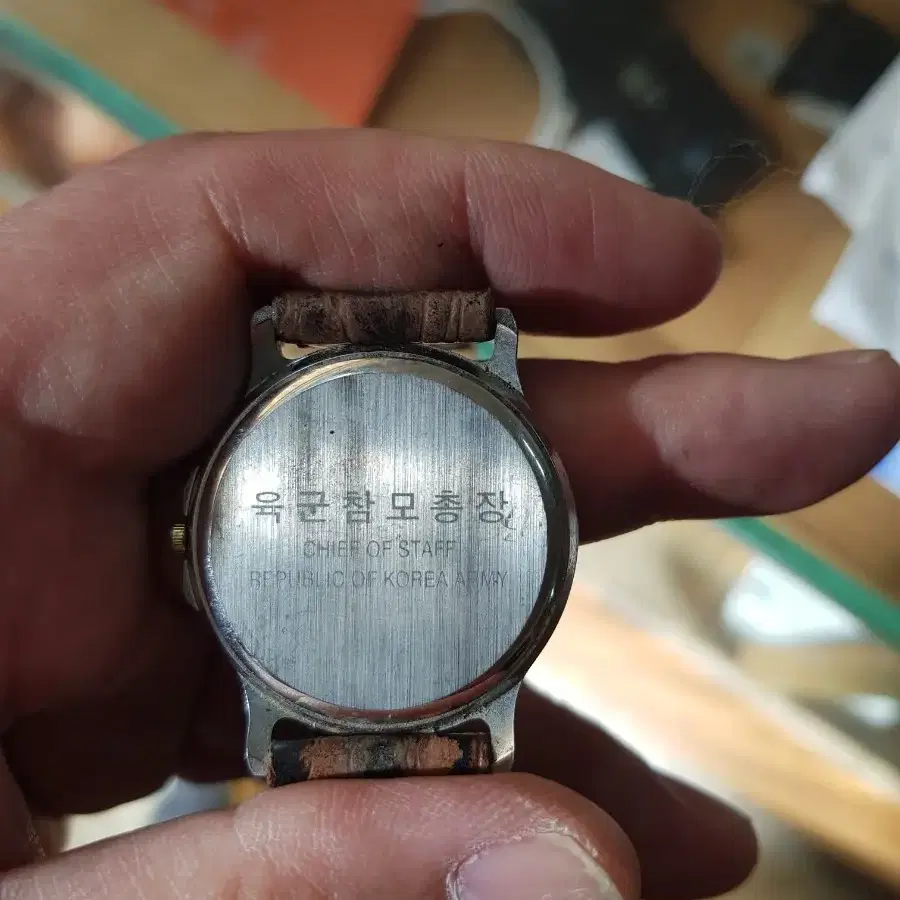 육군참모총장
CHIEF OF STAFF
REPUBLIC OF KOREA ARMY